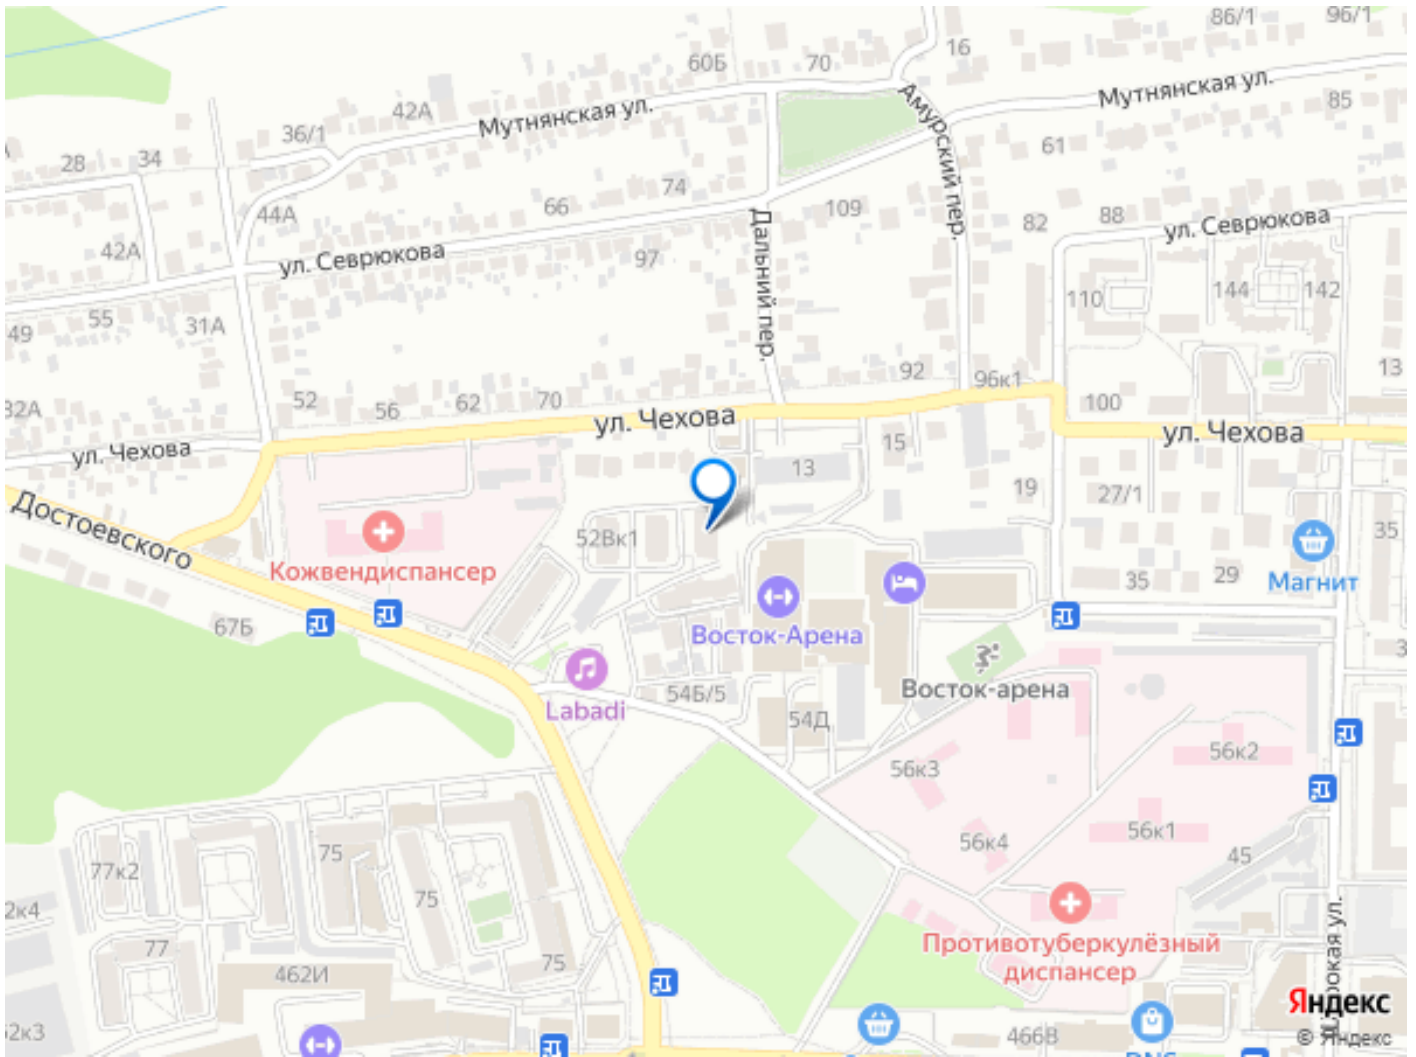 86/1
96/1
16
60Б
70
42А
Мутнянская ул.
Мутнянская ул.
Амурский пер.
85
36/1
61
28
34
74
66
109
88
82
44А
ул. Севрюкова
42А
ул. Севрюкова
97
Дальний пер.
110
144
142
55
31А
49
92
96к1
13
32А
52
56
62
70
100
ул. Чехова
ул. Чехова
ул. Чехова
15
13
19
27/1
Достоевского
52Вк1
35
Кожвендиспансер
35
29
Магнит
67Б
Восток-Арена
54Б/5
Labadi
Восток-арена
54Д
56к3
56к2
56к1
56к4
45
75
77к2
75
2к4
77
75
462И
Противотуберкулёзный
диспансер
2к3
466В
DNS
Яндекс
© Яндекс